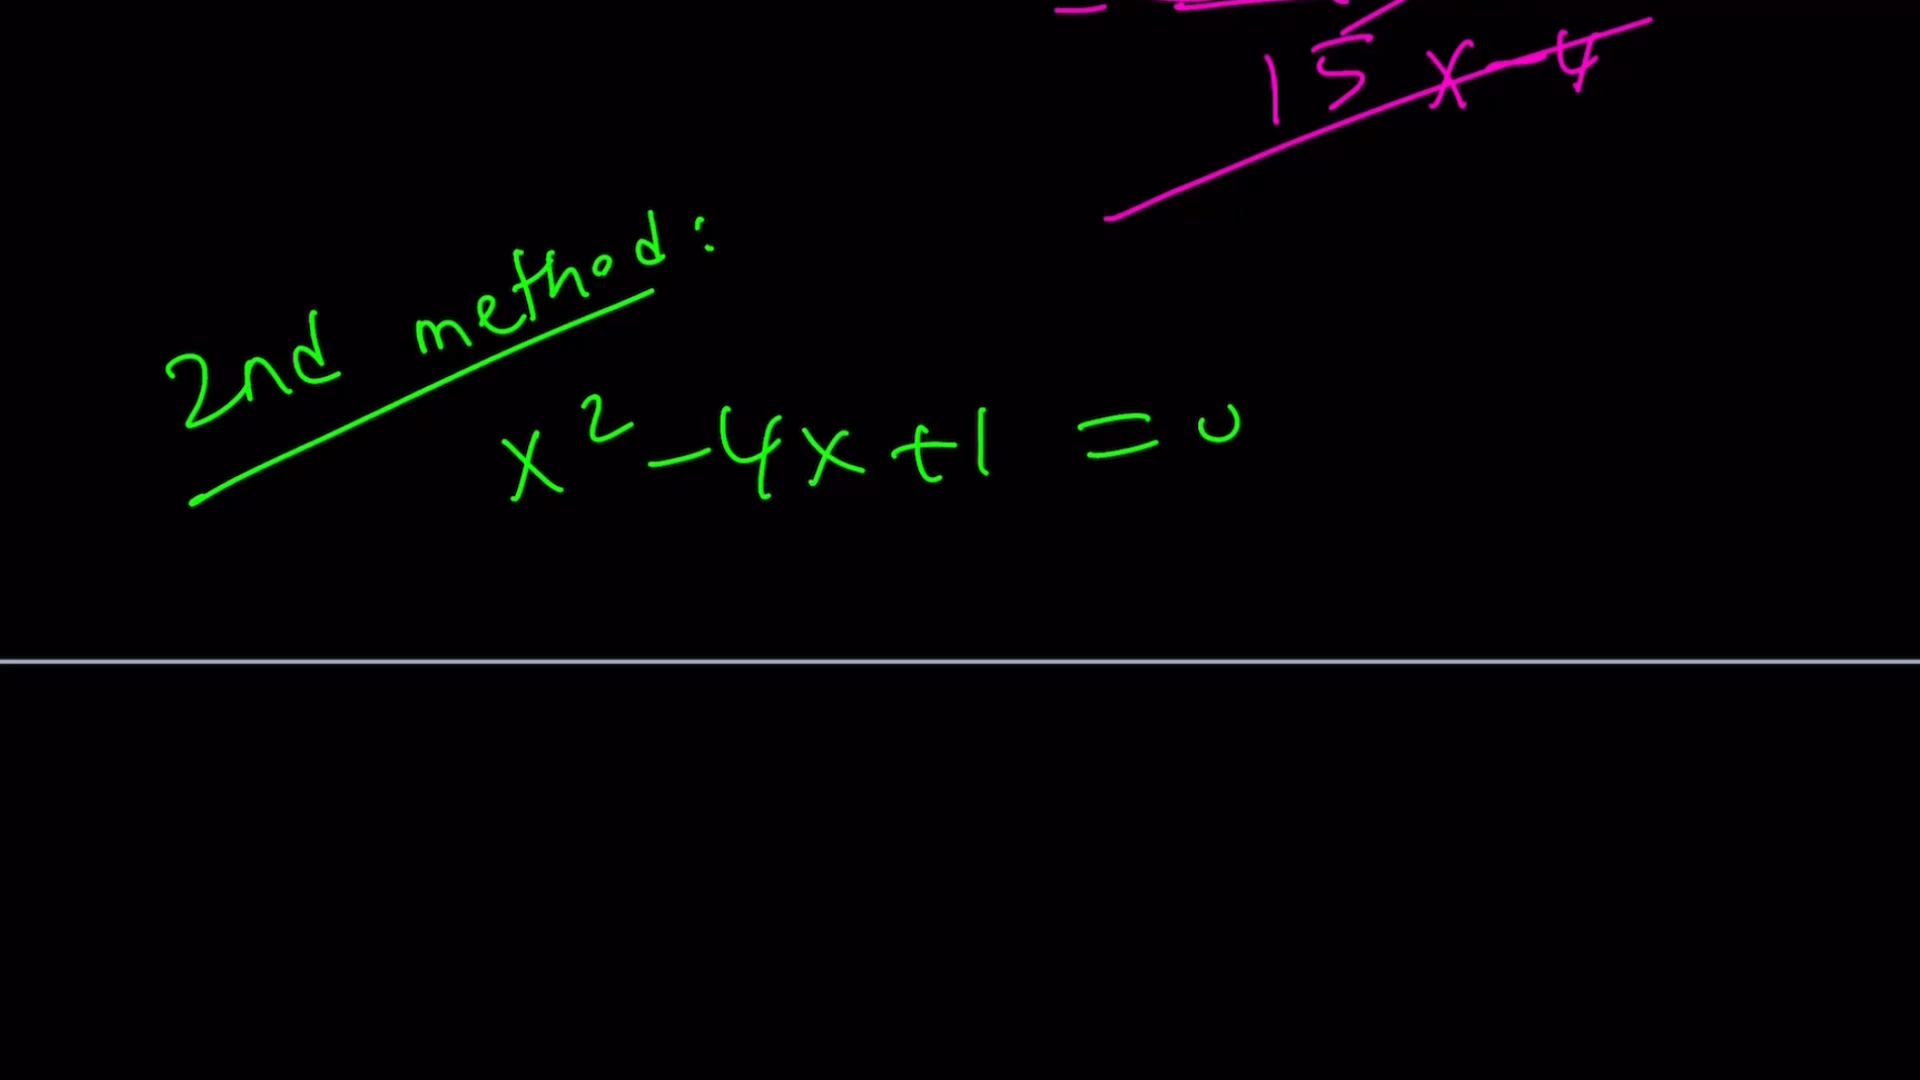 15x-4
2nd method:
x²-4x+1 = 0